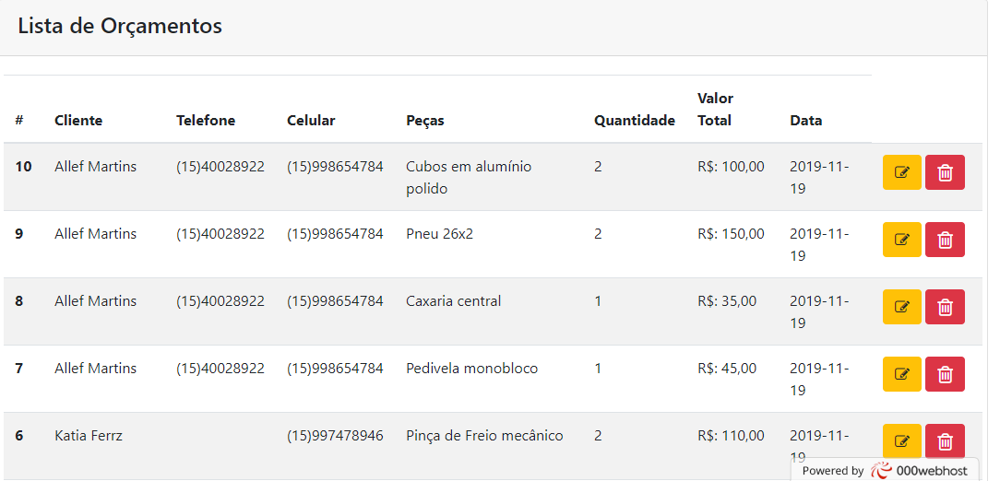 Lista de Orçamentos
# Cliente Telefone Celular Peças Quantidade Valor Total Data
10 Allef Martins (15)40028922 (15)998654784 Cubos em alumínio polido 2 R$: 100,00 2019-11-19
9 Allef Martins (15)40028922 (15)998654784 Pneu 26x2 2 R$: 150,00 2019-11-19
8 Allef Martins (15)40028922 (15)998654784 Caxaria central 1 R$: 35,00 2019-11-19
7 Allef Martins (15)40028922 (15)998654784 Pedivela monobloco 1 R$: 45,00 2019-11-19
6 Katia Ferrz (15)997478946 Pinça de Freio mecânico 2 R$: 110,00 2019-11-19
Powered by 000webhost